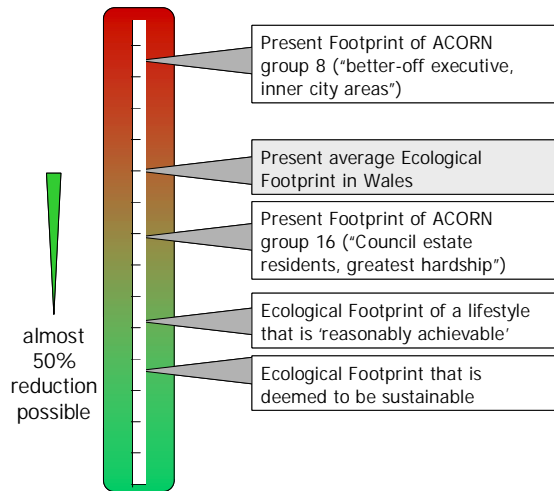 Present Footprint of ACORN
group 8 (“better-off executive,
inner city areas”)
Present average Ecological
Footprint in Wales
Present Footprint of ACORN
group 16 (“Council estate
residents, greatest hardship”)
Ecological Footprint of a lifestyle
that is ‘reasonably achievable’
Ecological Footprint that is
deemed to be sustainable
almost
50%
reduction
possible